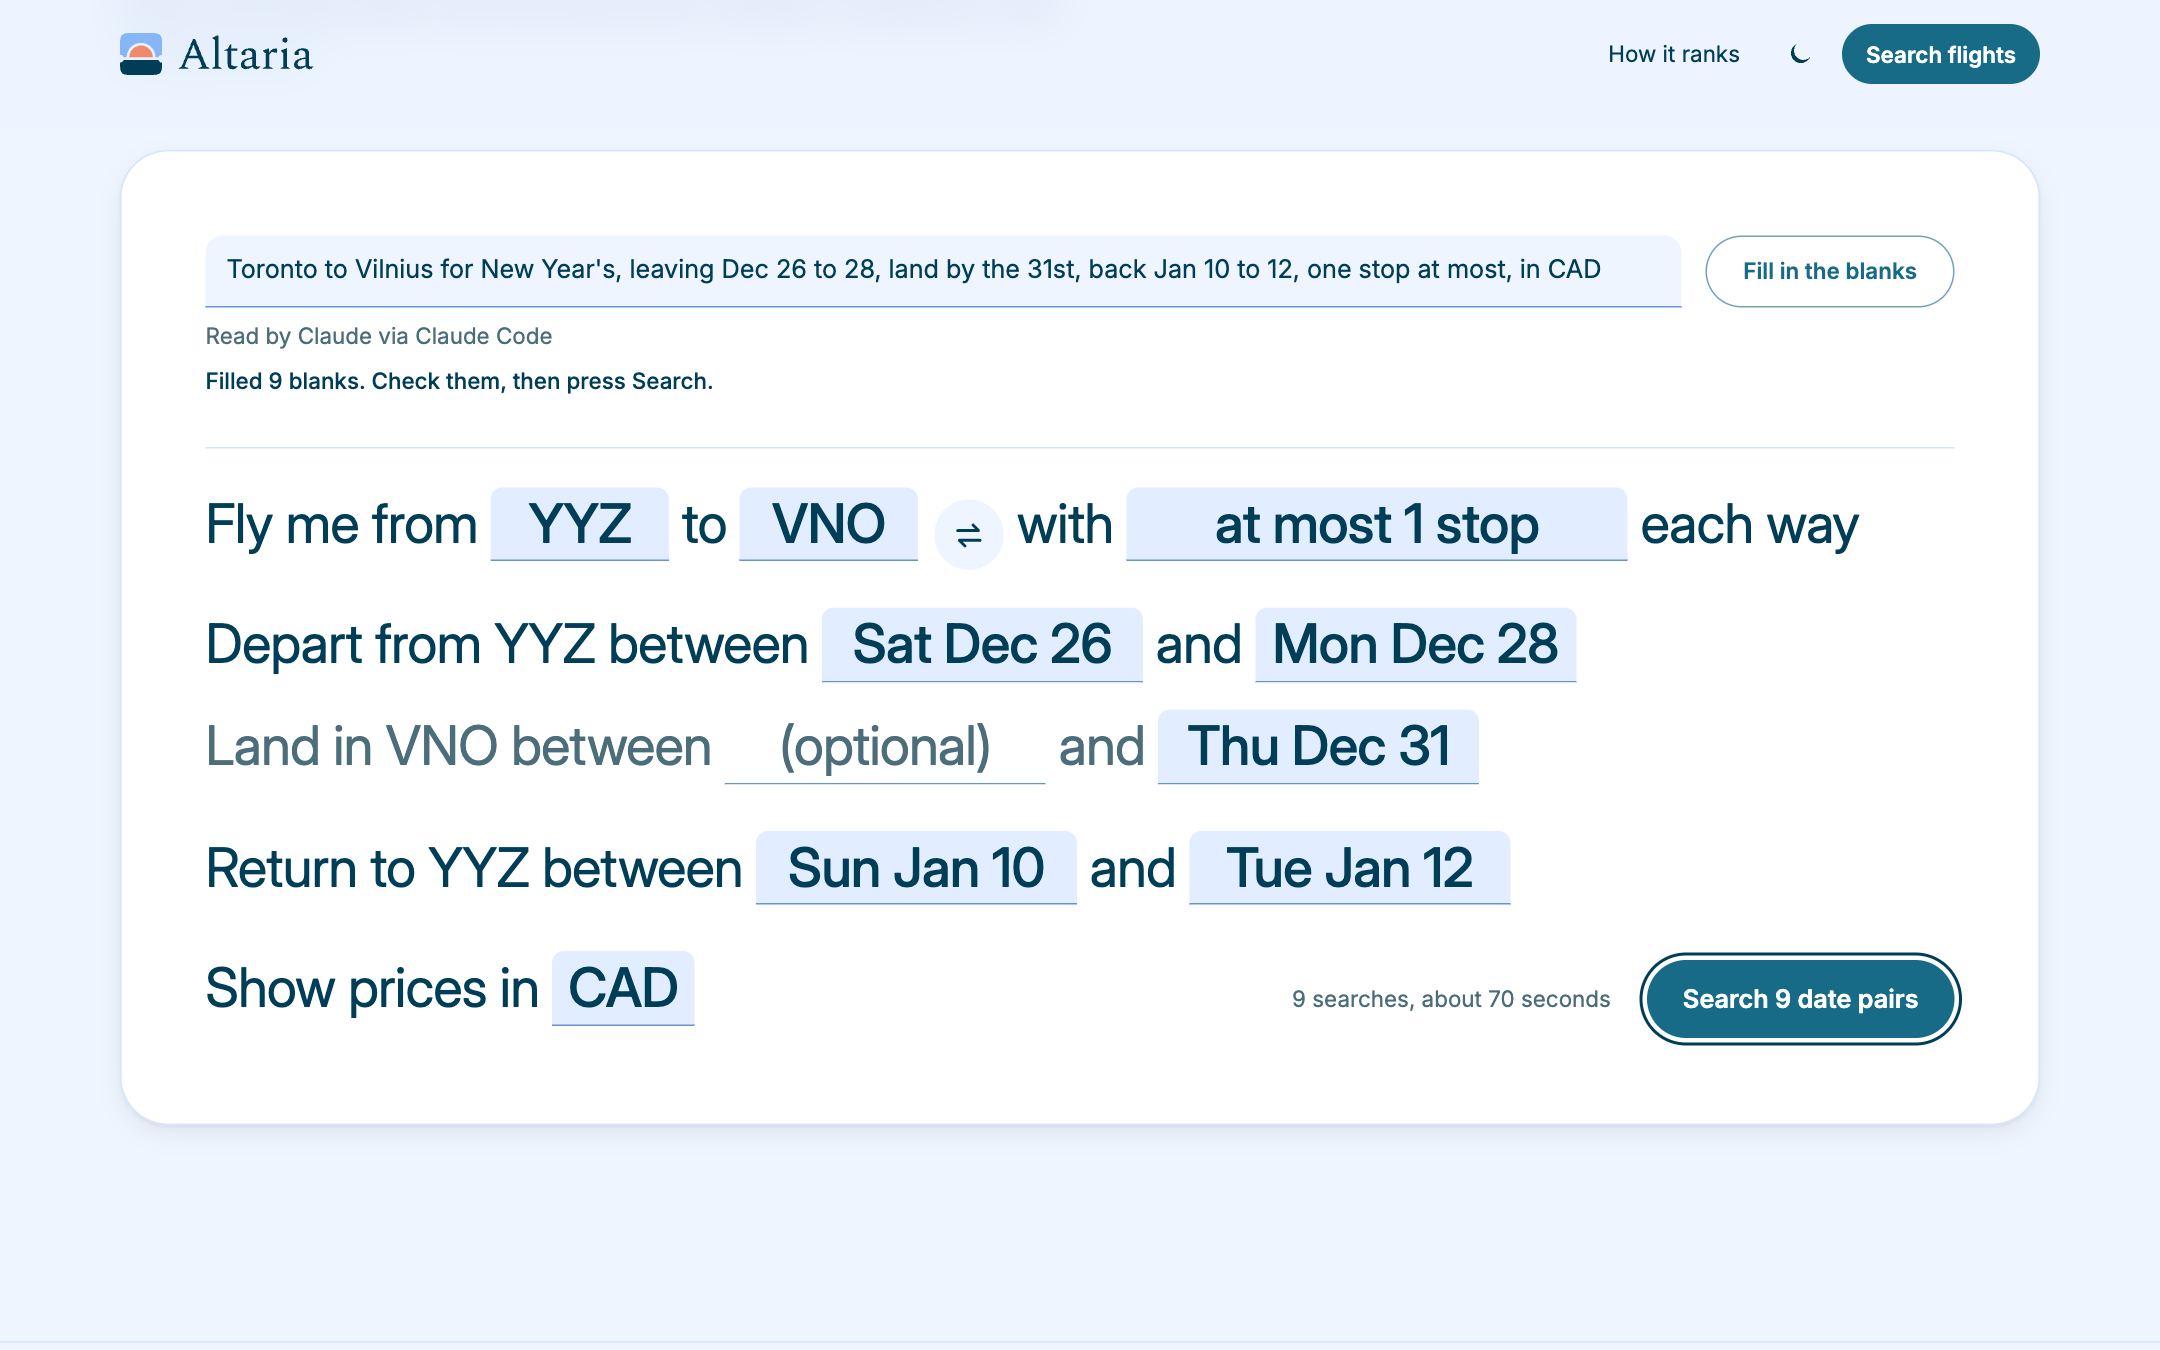 Altaria
How it ranks
Search flights
Toronto to Vilnius for New Year's, leaving Dec 26 to 28, land by the 31st, back Jan 10 to 12, one stop at most, in CAD
Fill in the blanks
Read by Claude via Claude Code
Filled 9 blanks. Check them, then press Search.
Fly me from YYZ to VNO with at most 1 stop each way
Depart from YYZ between Sat Dec 26 and Mon Dec 28
Land in VNO between (optional) and Thu Dec 31
Return to YYZ between Sun Jan 10 and Tue Jan 12
Show prices in CAD
9 searches, about 70 seconds
Search 9 date pairs